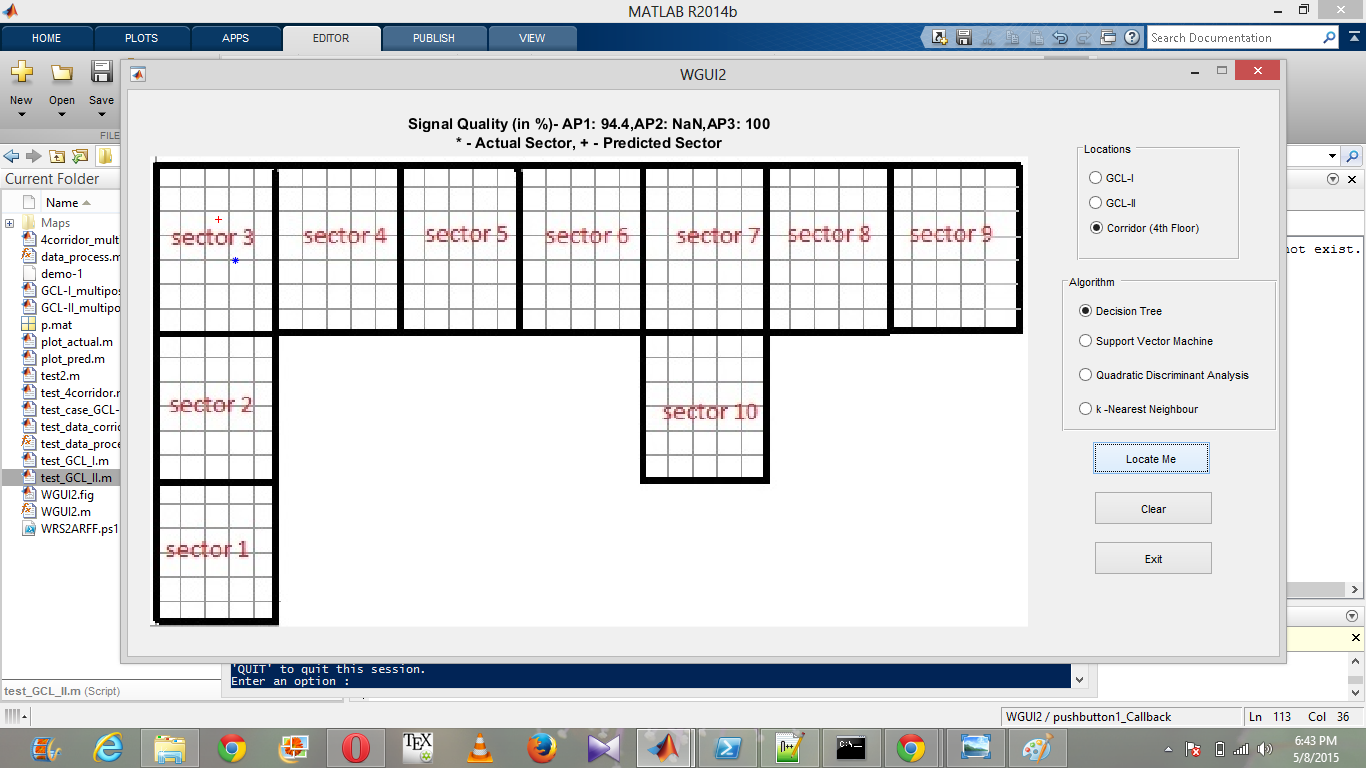 MATLAB R2014b
HOME PLOTS APPS EDITOR PUBLISH VIEW
Search Documentation
New Open Save
FILE
WGUI2
Signal Quality (in %)- AP1: 94.4,AP2: NaN,AP3: 100
* - Actual Sector, + - Predicted Sector
Current Folder
Name
Maps
4corridor_mult
data_process.m
demo-1
GCL-I_multipos
GCL-II_multipo
p.mat
plot_actual.m
plot_pred.m
test2.m
test_4corridor.r
test_case_GCL-
test_data_corrid
test_data_proce
test_GCL_I.m
test_GCL_II.m
WGUI2.fig
WGUI2.m
WRS2ARFF.ps1
sector 3 sector 4 sector 5 sector 6 sector 7 sector 8 sector 9
sector 2 sector 10
sector 1
Locations
GCL-I
GCL-II
Corridor (4th Floor)
not exist.
Algorithm
Decision Tree
Support Vector Machine
Quadratic Discriminant Analysis
k -Nearest Neighbour
Locate Me
Clear
Exit
'QUIT' to quit this session.
Enter an option :
test_GCL_II.m (Script)
WGUI2 / pushbutton1_Callback Ln 113 Col 36
TEX
N++
C:\_
6:43 PM
5/8/2015